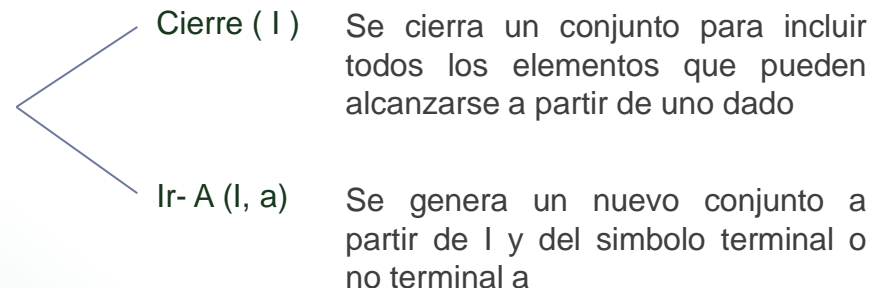 Cierre ( I )
Se cierra un conjunto para incluir
todos los elementos que pueden
alcanzarse a partir de uno dado
Ir- A (I, a)
Se genera un nuevo conjunto a
partir de I y del simbolo terminal o
no terminal a